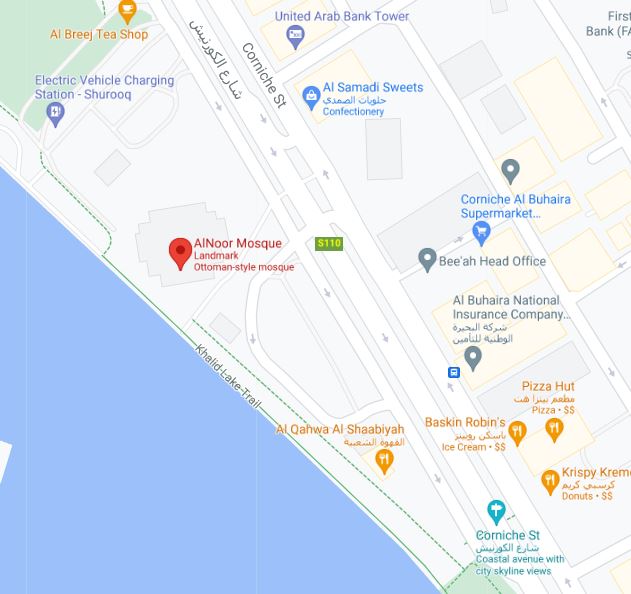 United Arab Bank Tower
First
Bank (FA
Al Breej Tea Shop
شارع الكورنيش
Corniche St
Electric Vehicle Charging
Station - Shurooq
Al Samadi Sweets
حلويات الصمدي
Confectionery
Corniche Al Buhaira
Supermarket...
AlNoor Mosque
Landmark
Ottoman-style mosque
S110
Bee'ah Head Office
Al Buhaira National
Insurance Company...
شركة البحيرة
الوطنية للتأمين
Khalid Lake Trail
Pizza Hut
مطعم بيتزا هت
Pizza • $$
Al Qahwa Al Shaabiyah
القهوة الشعبية
Baskin Robin's
باسكن روبينز
Ice Cream • $$
Krispy Kreme
كرسبي كريم
Donuts • $$
Corniche St
شارع الكورنيش
Coastal avenue with
city skyline views